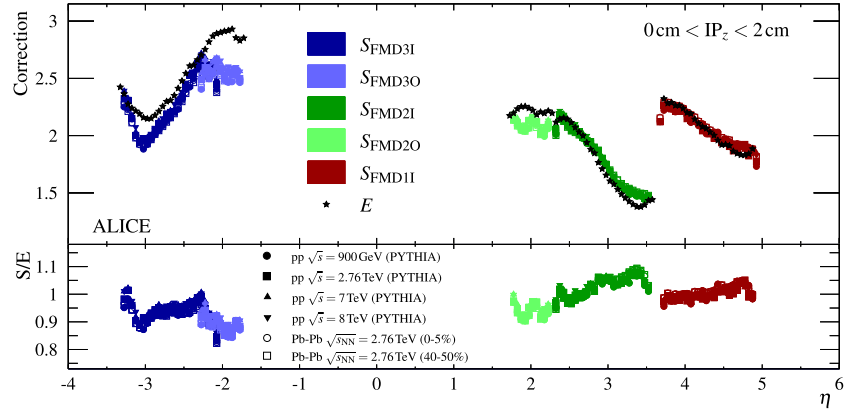 Correction
3
2.5
2
1.5
0 cm < IP_z < 2 cm
S_FMD3I
S_FMD3O
S_FMD2I
S_FMD2O
S_FMD1I
E
ALICE
S/E
1.1
1
0.9
0.8
pp √s = 900 GeV (PYTHIA)
pp √s = 2.76 TeV (PYTHIA)
pp √s = 7 TeV (PYTHIA)
pp √s = 8 TeV (PYTHIA)
Pb-Pb √s_NN = 2.76 TeV (0-5%)
Pb-Pb √s_NN = 2.76 TeV (40-50%)
-4 -3 -2 -1 0 1 2 3 4 5 6
η